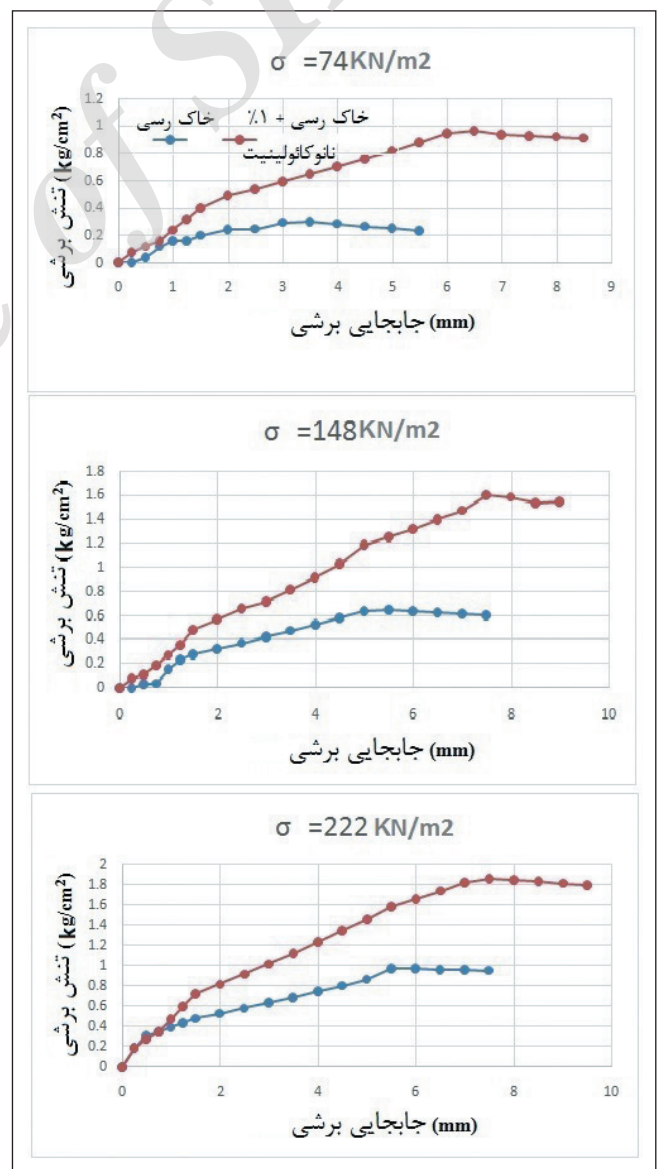 of S
σ =74KN/m2
تنش برشی (kg/cm²)
1.2
1
0.8
0.6
0.4
0.2
0
خاک رسی
خاک رسی + ۱٪
نانوکائولینیت
0 1 2 3 4 5 6 7 8 9
جابجایی برشی (mm)
σ =148KN/m2
تنش برشی (kg/cm²)
1.8
1.6
1.4
1.2
1
0.8
0.6
0.4
0.2
0
0 2 4 6 8 10
جابجایی برشی (mm)
σ =222 KN/m2
تنش برشی (kg/cm²)
2
1.8
1.6
1.4
1.2
1
0.8
0.6
0.4
0.2
0
0 2 4 6 8 10
جابجایی برشی (mm)